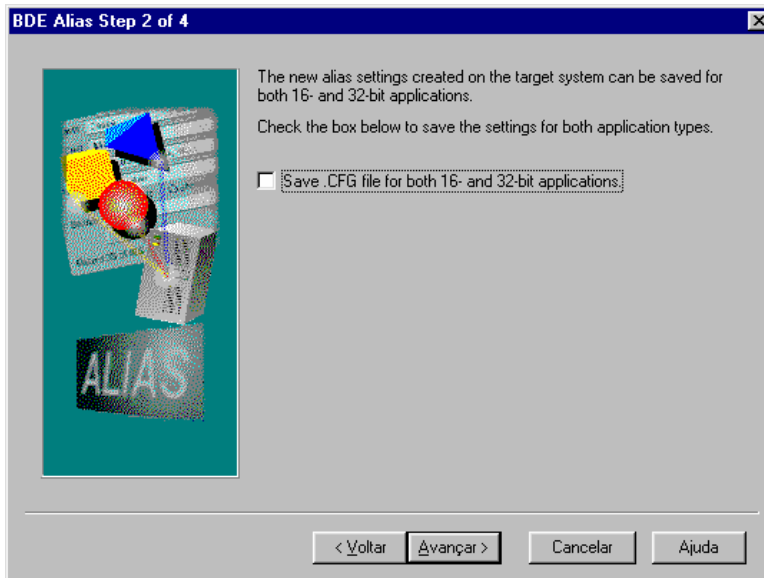 BDE Alias Step 2 of 4
The new alias settings created on the target system can be saved for
both 16- and 32-bit applications.
Check the box below to save the settings for both application types.
Save .CFG file for both 16- and 32-bit applications.
ALIAS
< Voltar Avançar > Cancelar Ajuda